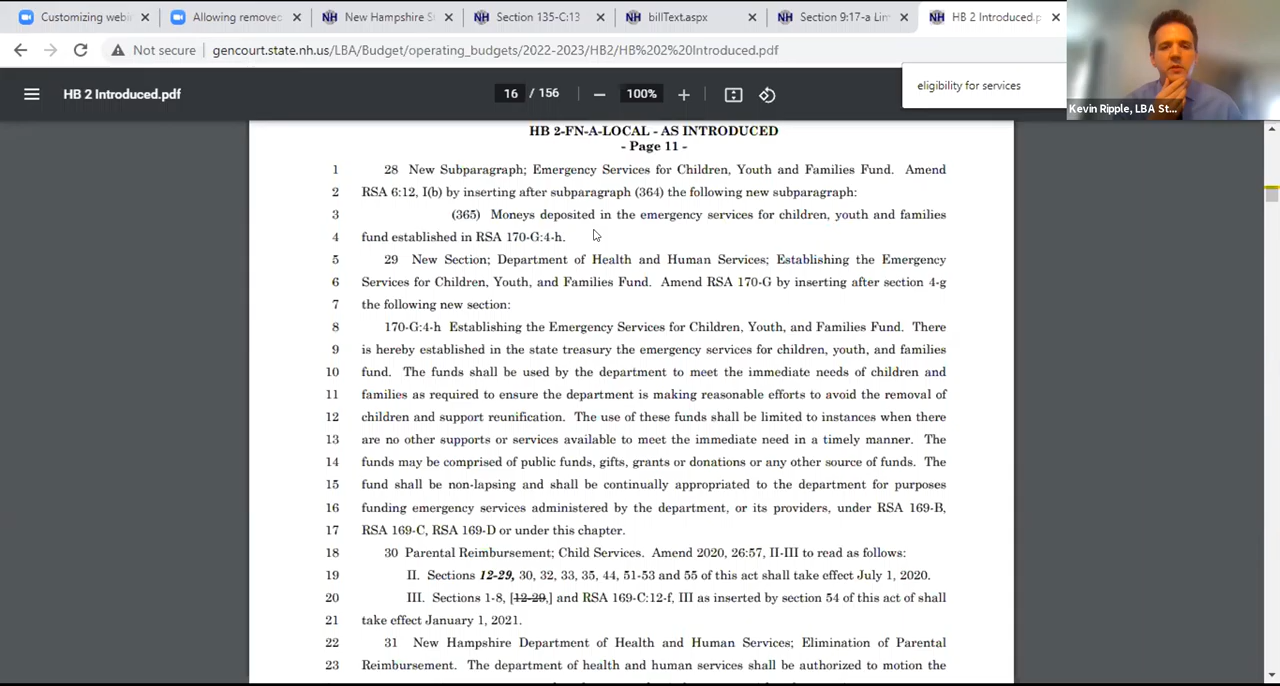 Customizing webi
Allowing removed
New Hampshire S
Section 135-C:13
billText.aspx
Section 9:17-a Lim
HB 2 Introduced.p
Not secure
gencourt.state.nh.us/LBA/Budget/operating_budgets/2022-2023/HB2/HB%202%20Introduced.pdf
HB 2 Introduced.pdf
16 / 156
100%
eligibility for services
Kevin Ripple, LBA St...
HB 2-FN-A-LOCAL - AS INTRODUCED
- Page 11 -
1 28 New Subparagraph; Emergency Services for Children, Youth and Families Fund. Amend
2 RSA 6:12, I(b) by inserting after subparagraph (364) the following new subparagraph:
3 (365) Moneys deposited in the emergency services for children, youth and families
4 fund established in RSA 170-G:4-h.
5 29 New Section; Department of Health and Human Services; Establishing the Emergency
6 Services for Children, Youth, and Families Fund. Amend RSA 170-G by inserting after section 4-g
7 the following new section:
8 170-G:4-h Establishing the Emergency Services for Children, Youth, and Families Fund. There
9 is hereby established in the state treasury the emergency services for children, youth, and families
10 fund. The funds shall be used by the department to meet the immediate needs of children and
11 families as required to ensure the department is making reasonable efforts to avoid the removal of
12 children and support reunification. The use of these funds shall be limited to instances when there
13 are no other supports or services available to meet the immediate need in a timely manner. The
14 funds may be comprised of public funds, gifts, grants or donations or any other source of funds. The
15 fund shall be non-lapsing and shall be continually appropriated to the department for purposes
16 funding emergency services administered by the department, or its providers, under RSA 169-B,
17 RSA 169-C, RSA 169-D or under this chapter.
18 30 Parental Reimbursement; Child Services. Amend 2020, 26:57, II-III to read as follows:
19 II. Sections 12-29, 30, 32, 33, 35, 44, 51-53 and 55 of this act shall take effect July 1, 2020.
20 III. Sections 1-8, [12-29,] and RSA 169-C:12-f, III as inserted by section 54 of this act of shall
21 take effect January 1, 2021.
22 31 New Hampshire Department of Health and Human Services; Elimination of Parental
23 Reimbursement. The department of health and human services shall be authorized to motion the